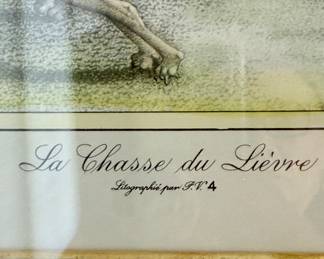 La Chasse du Lièvre
Litographié par P. V. 4